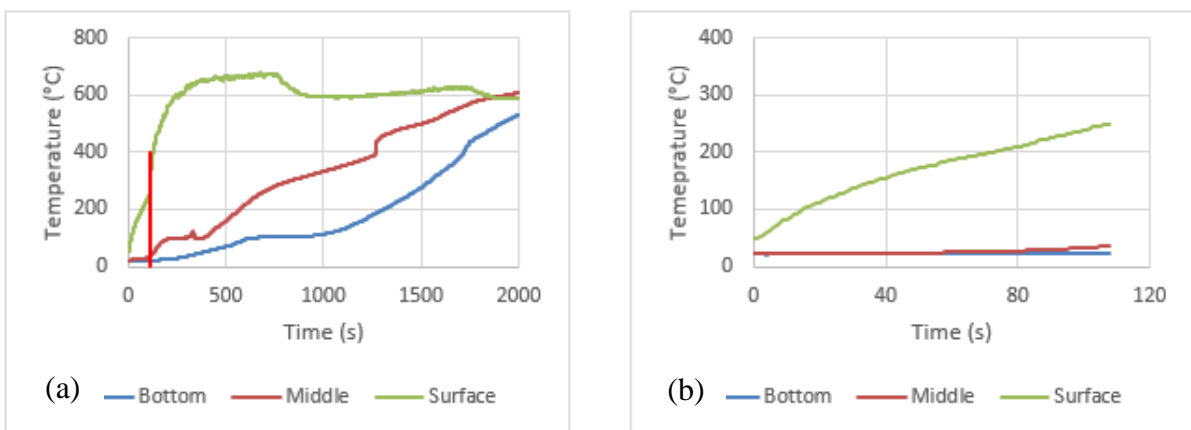 Temperature (°C)
800
600
400
200
0
0 500 1000 1500 2000
Time (s)
(a)
Bottom Middle Surface
Temeprature (°C)
400
300
200
100
0
0 40 80 120
Time (s)
(b)
Bottom Middle Surface